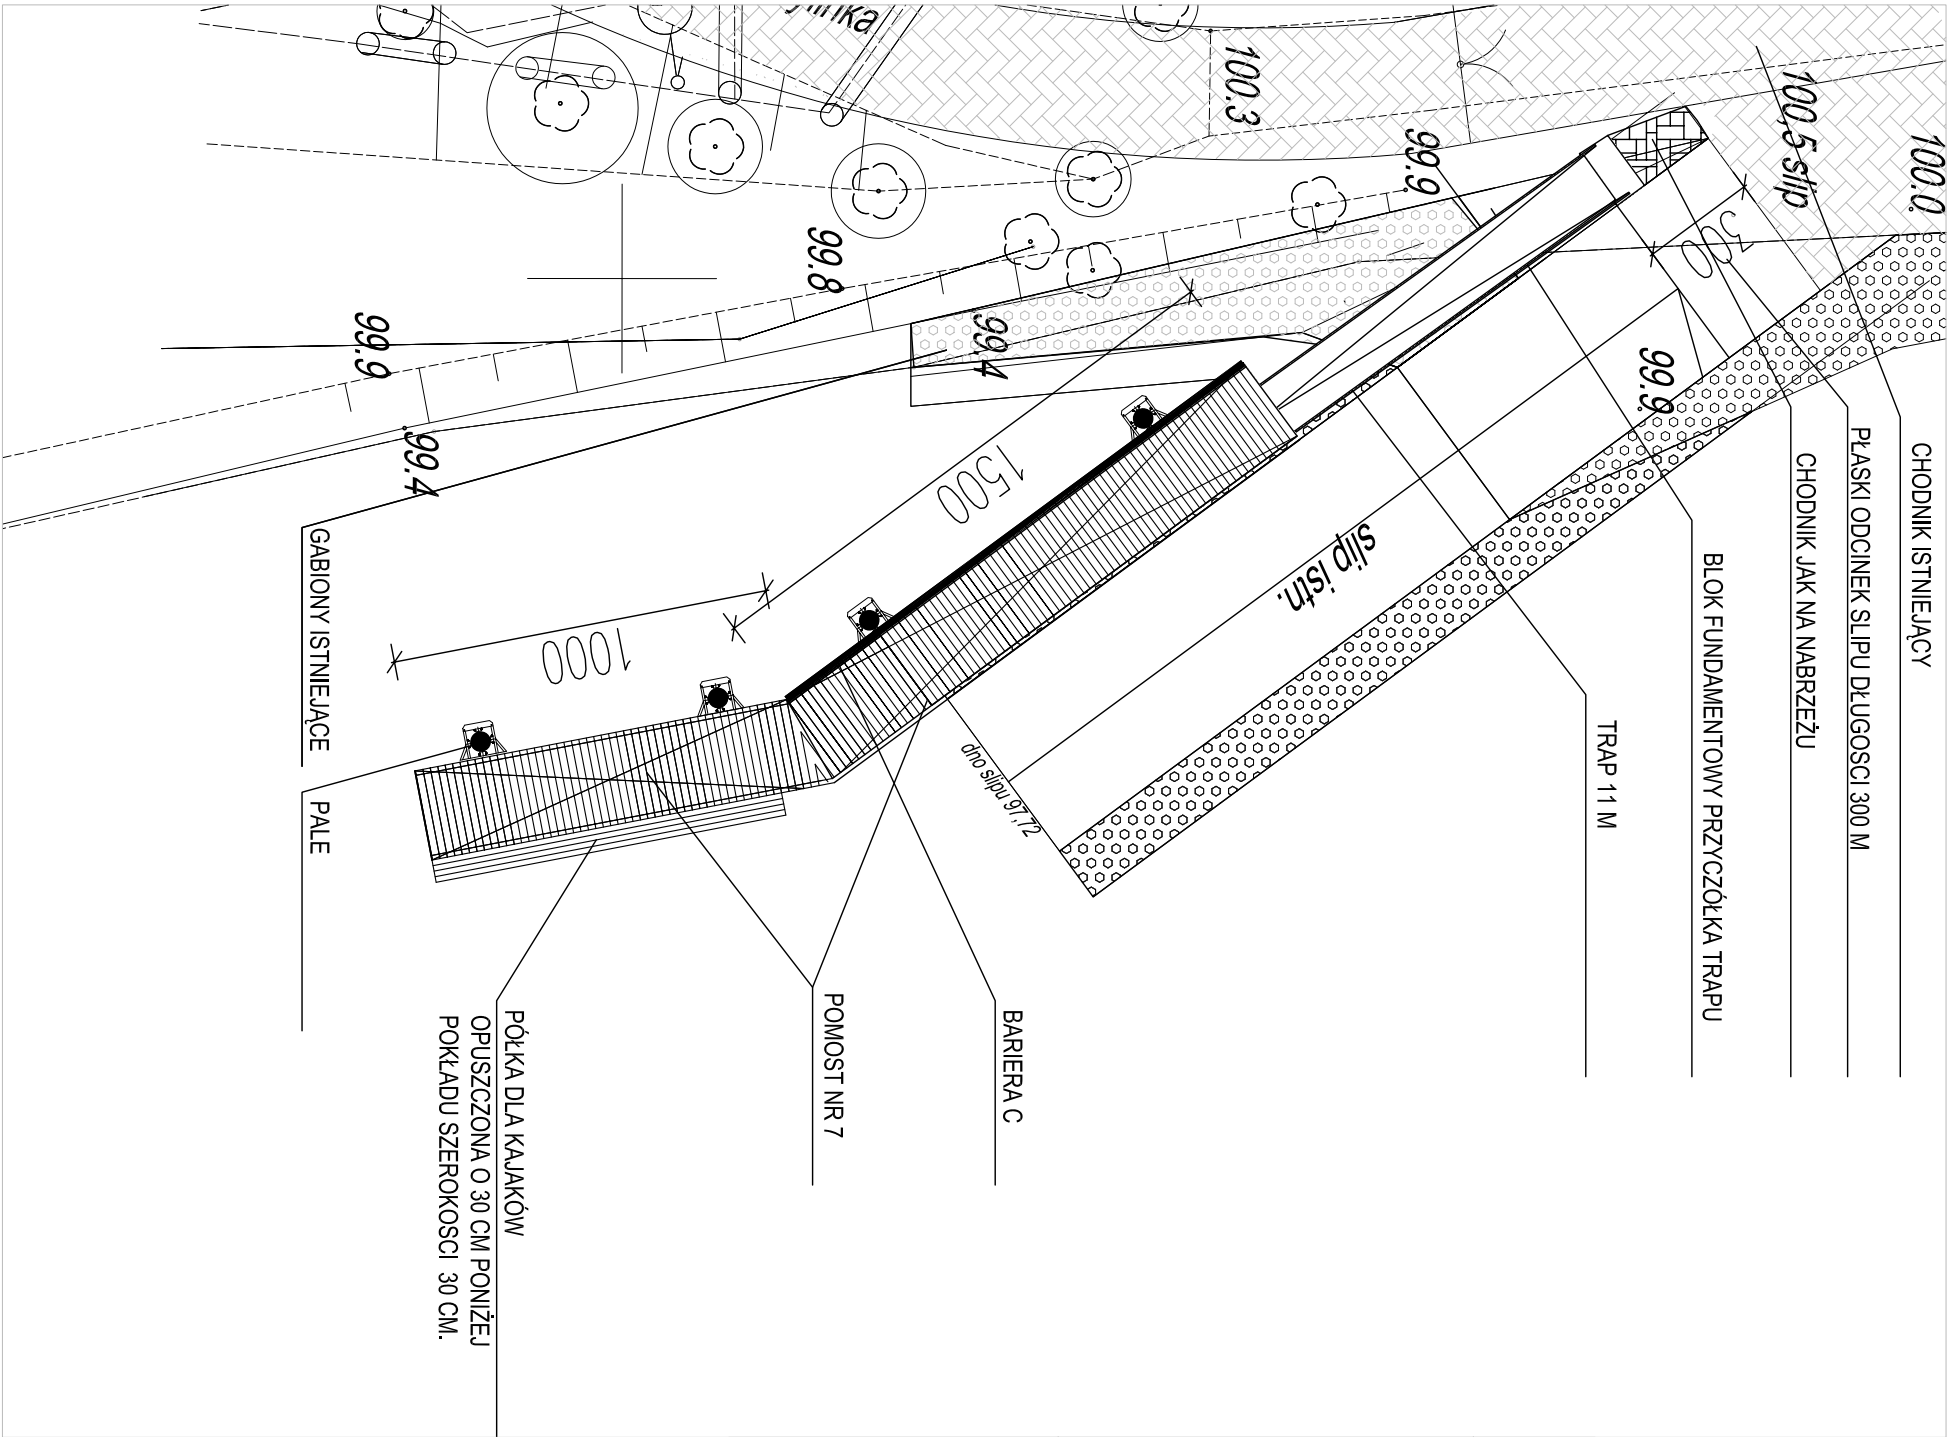 CHODNIK ISTNIEJĄCY
PŁASKI ODCINEK SLIPU DŁUGOSCI 300 M
CHODNIK JAK NA NABRZEŻU
BLOK FUNDAMENTOWY PRZYCZÓŁKA TRAPU
TRAP 11 M
BARIERA C
POMOST NR 7
PÓŁKA DLA KAJAKÓW
OPUSZCZONA O 30 CM PONIŻEJ
POKŁADU SZEROKOSCI 30 CM.
GABIONY ISTNIEJĄCE
PALE
100.0
100,5 slip
300
99.9
100.3
99.9
slip istn.
dno slipu 97,72
99,4
1500
99.8
1000
99.4
99.9